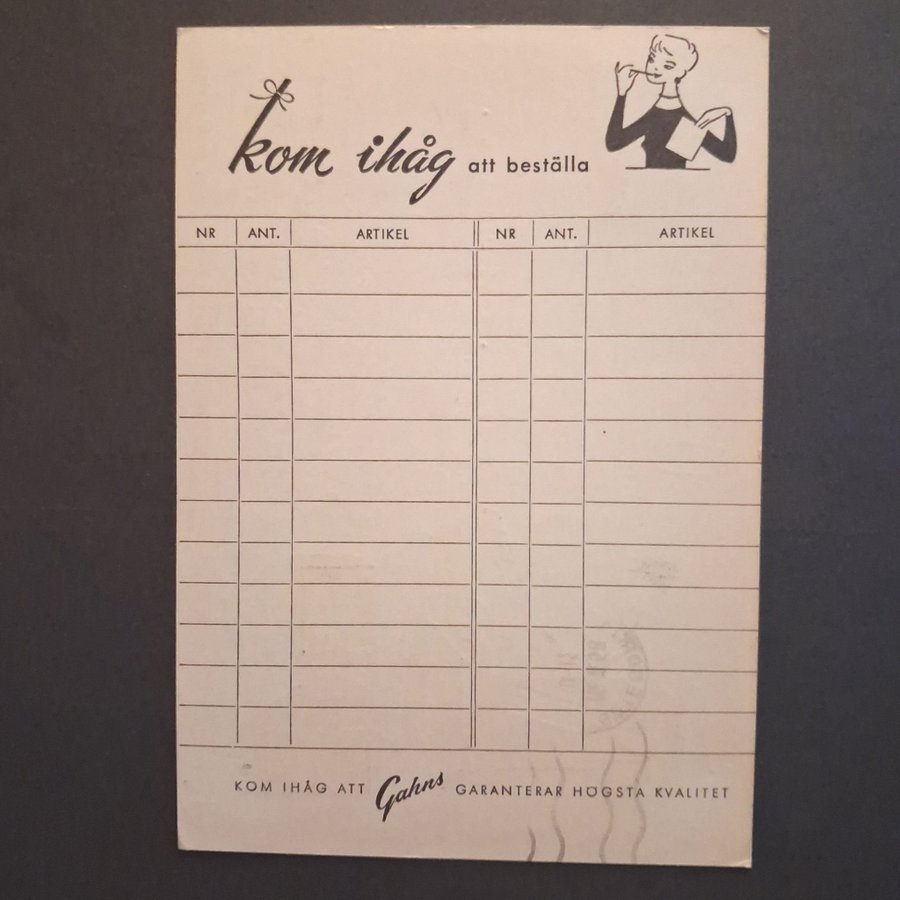 kom ihåg att beställa
NR ANT. ARTIKEL NR ANT. ARTIKEL
KOM IHÅG ATT Gahns GARANTERAR HÖGSTA KVALITET